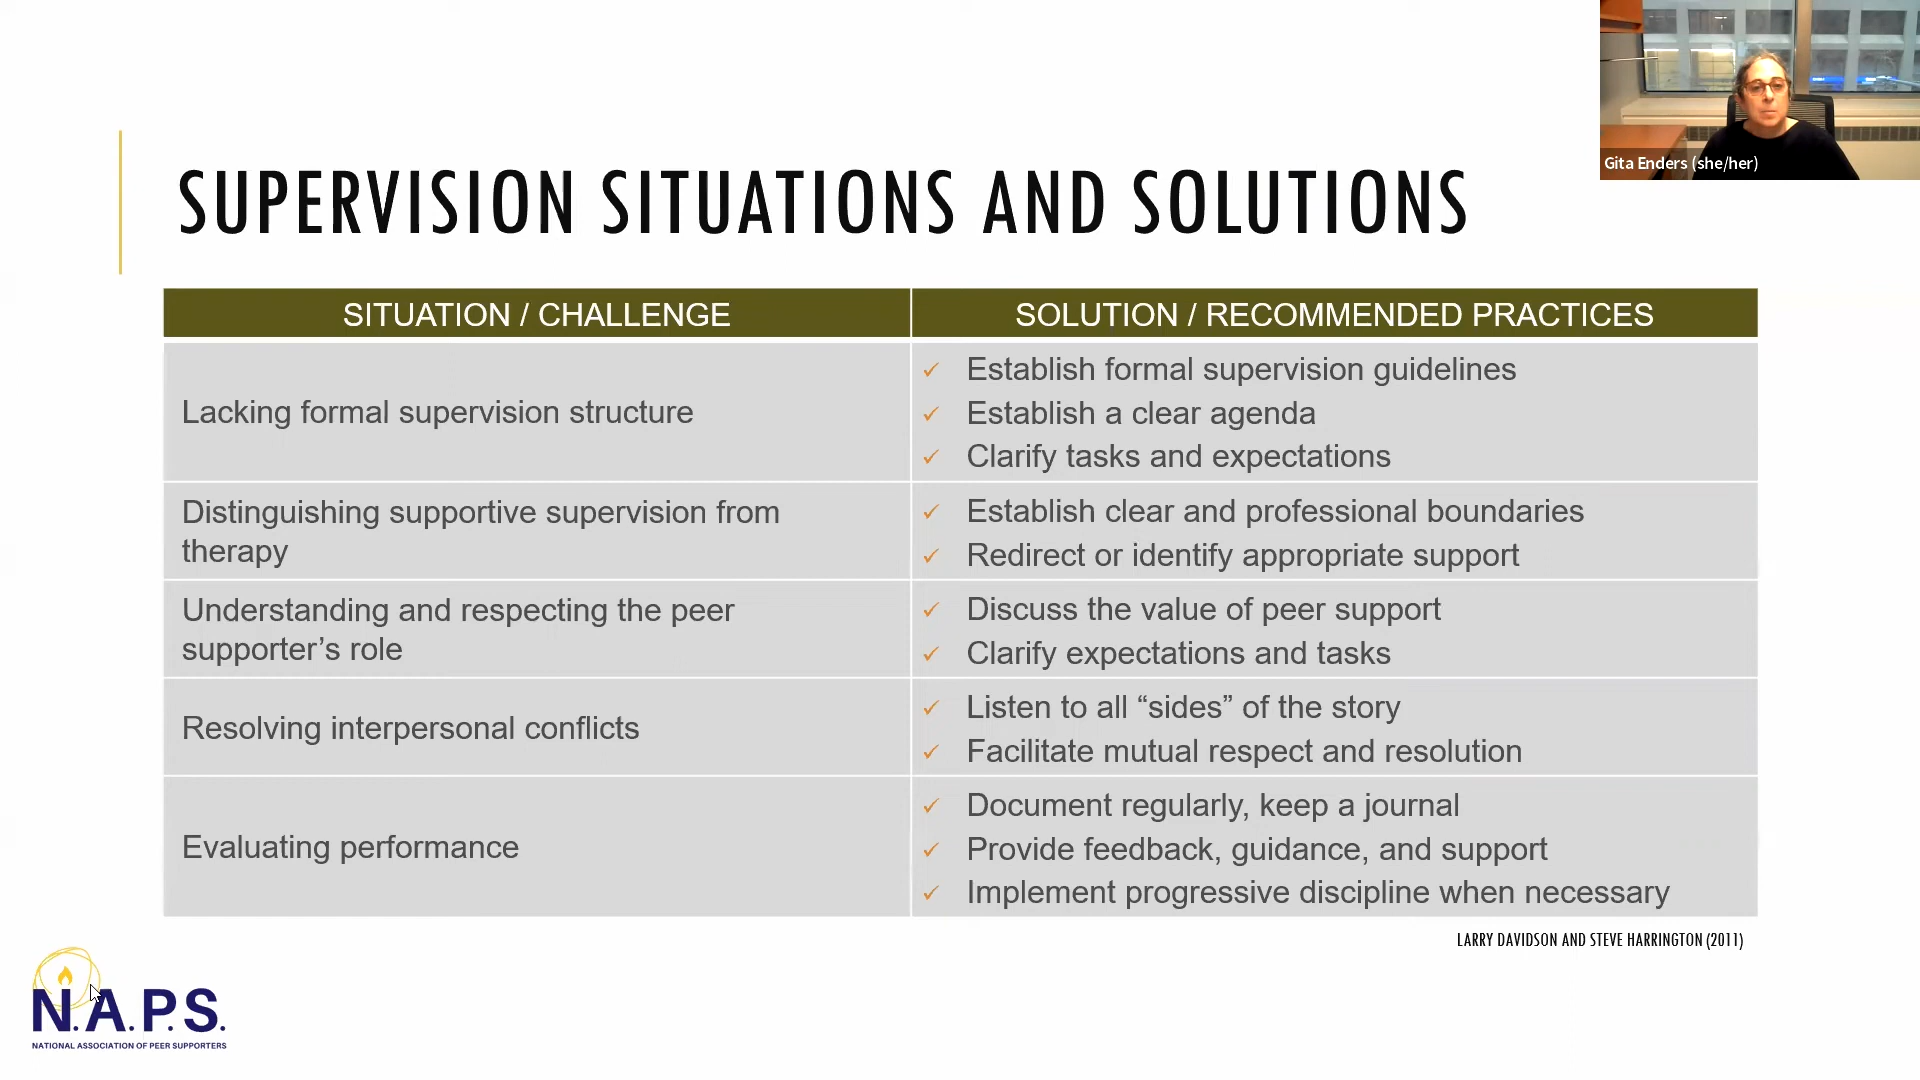 Gita Enders (she/her)
SUPERVISION SITUATIONS AND SOLUTIONS
SITUATION / CHALLENGE
SOLUTION / RECOMMENDED PRACTICES
Lacking formal supervision structure
✓ Establish formal supervision guidelines
✓ Establish a clear agenda
✓ Clarify tasks and expectations
Distinguishing supportive supervision from
therapy
✓ Establish clear and professional boundaries
✓ Redirect or identify appropriate support
Understanding and respecting the peer
supporter’s role
✓ Discuss the value of peer support
✓ Clarify expectations and tasks
Resolving interpersonal conflicts
✓ Listen to all “sides” of the story
✓ Facilitate mutual respect and resolution
Evaluating performance
✓ Document regularly, keep a journal
✓ Provide feedback, guidance, and support
✓ Implement progressive discipline when necessary
LARRY DAVIDSON AND STEVE HARRINGTON (2011)
N.A.P.S.
NATIONAL ASSOCIATION OF PEER SUPPORTERS